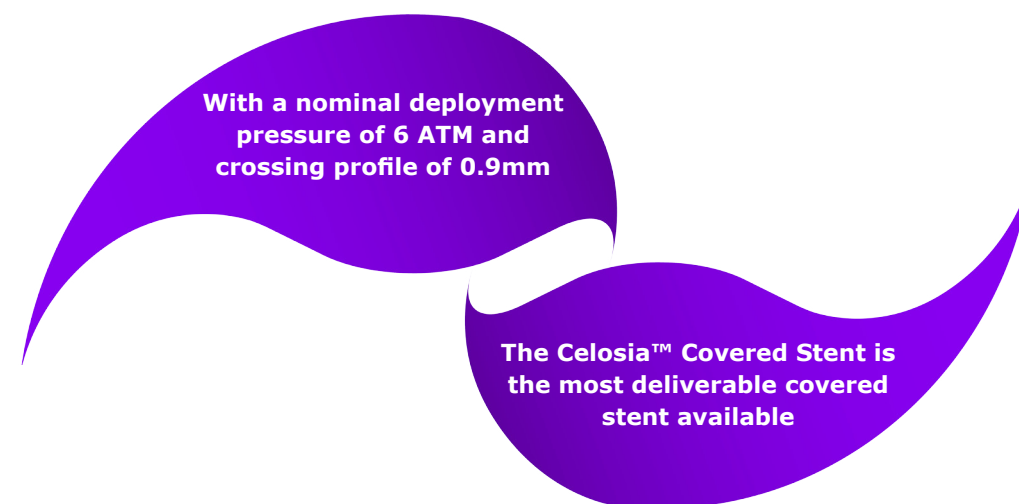 With a nominal deployment
pressure of 6 ATM and
crossing profile of 0.9mm
The Celosia™ Covered Stent is
the most deliverable covered
stent available